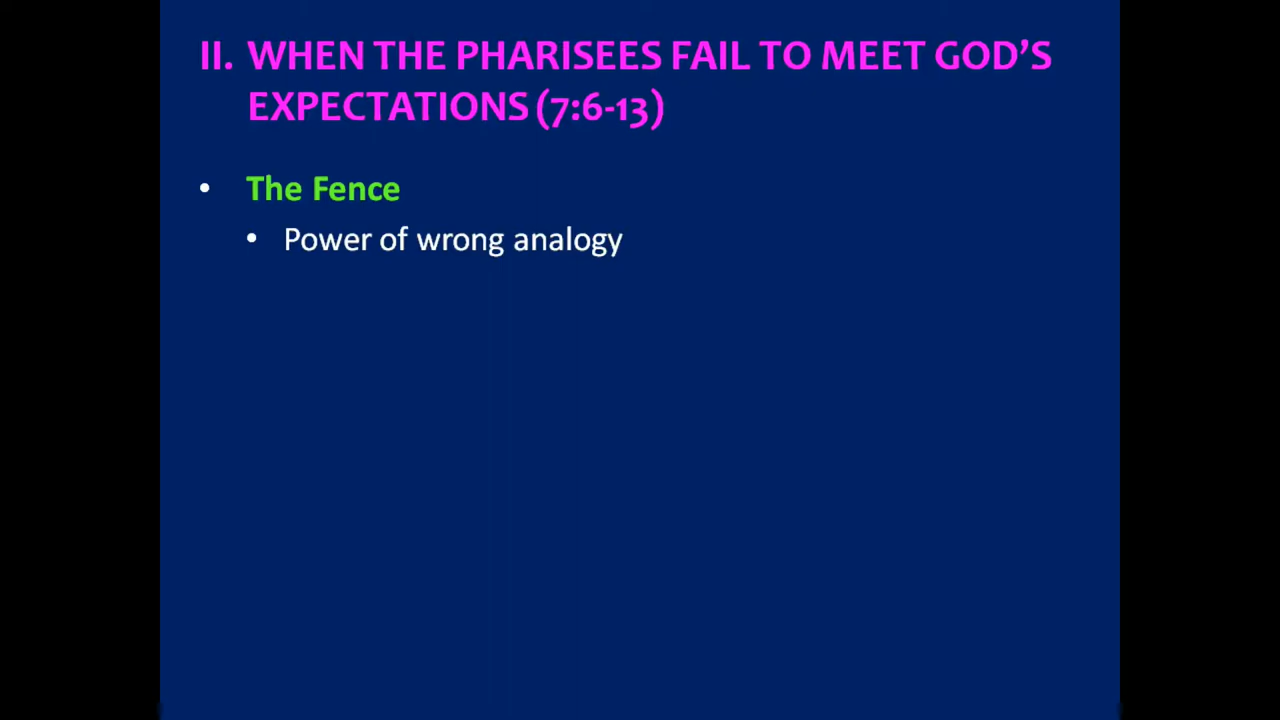 II. WHEN THE PHARISEES FAIL TO MEET GOD’S
EXPECTATIONS (7:6-13)
• The Fence
• Power of wrong analogy